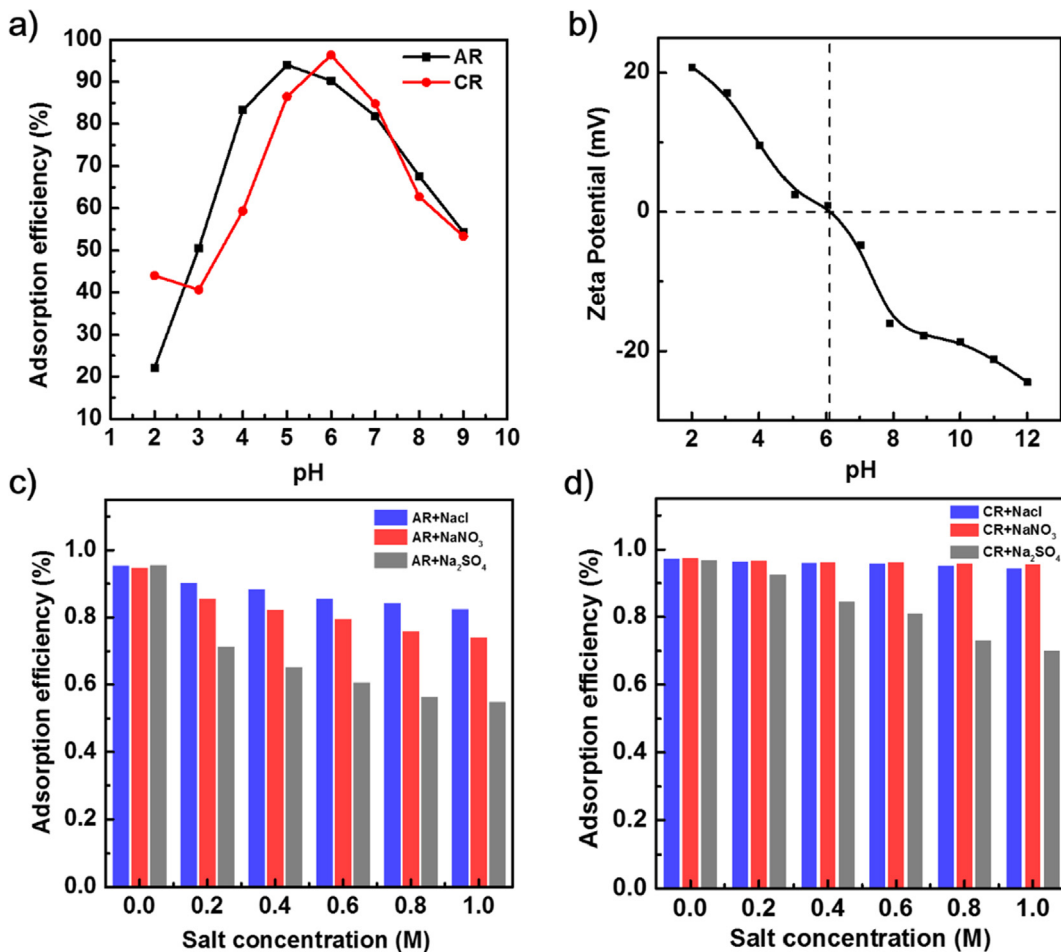 a)
AR
CR
Adsorption efficiency (%)
100
90
80
70
60
50
40
30
20
10
1 2 3 4 5 6 7 8 9 10
pH
b)
Zeta Potential (mV)
20
0
-20
2 4 6 8 10 12
pH
c)
AR+Nacl
AR+NaNO₃
AR+Na₂SO₄
Adsorption efficiency (%)
1.0
0.8
0.6
0.4
0.2
0.0
0.0 0.2 0.4 0.6 0.8 1.0
Salt concentration (M)
d)
CR+Nacl
CR+NaNO₃
CR+Na₂SO₄
Adsorption efficiency (%)
1.0
0.8
0.6
0.4
0.2
0.0
0.0 0.2 0.4 0.6 0.8 1.0
Salt concentration (M)